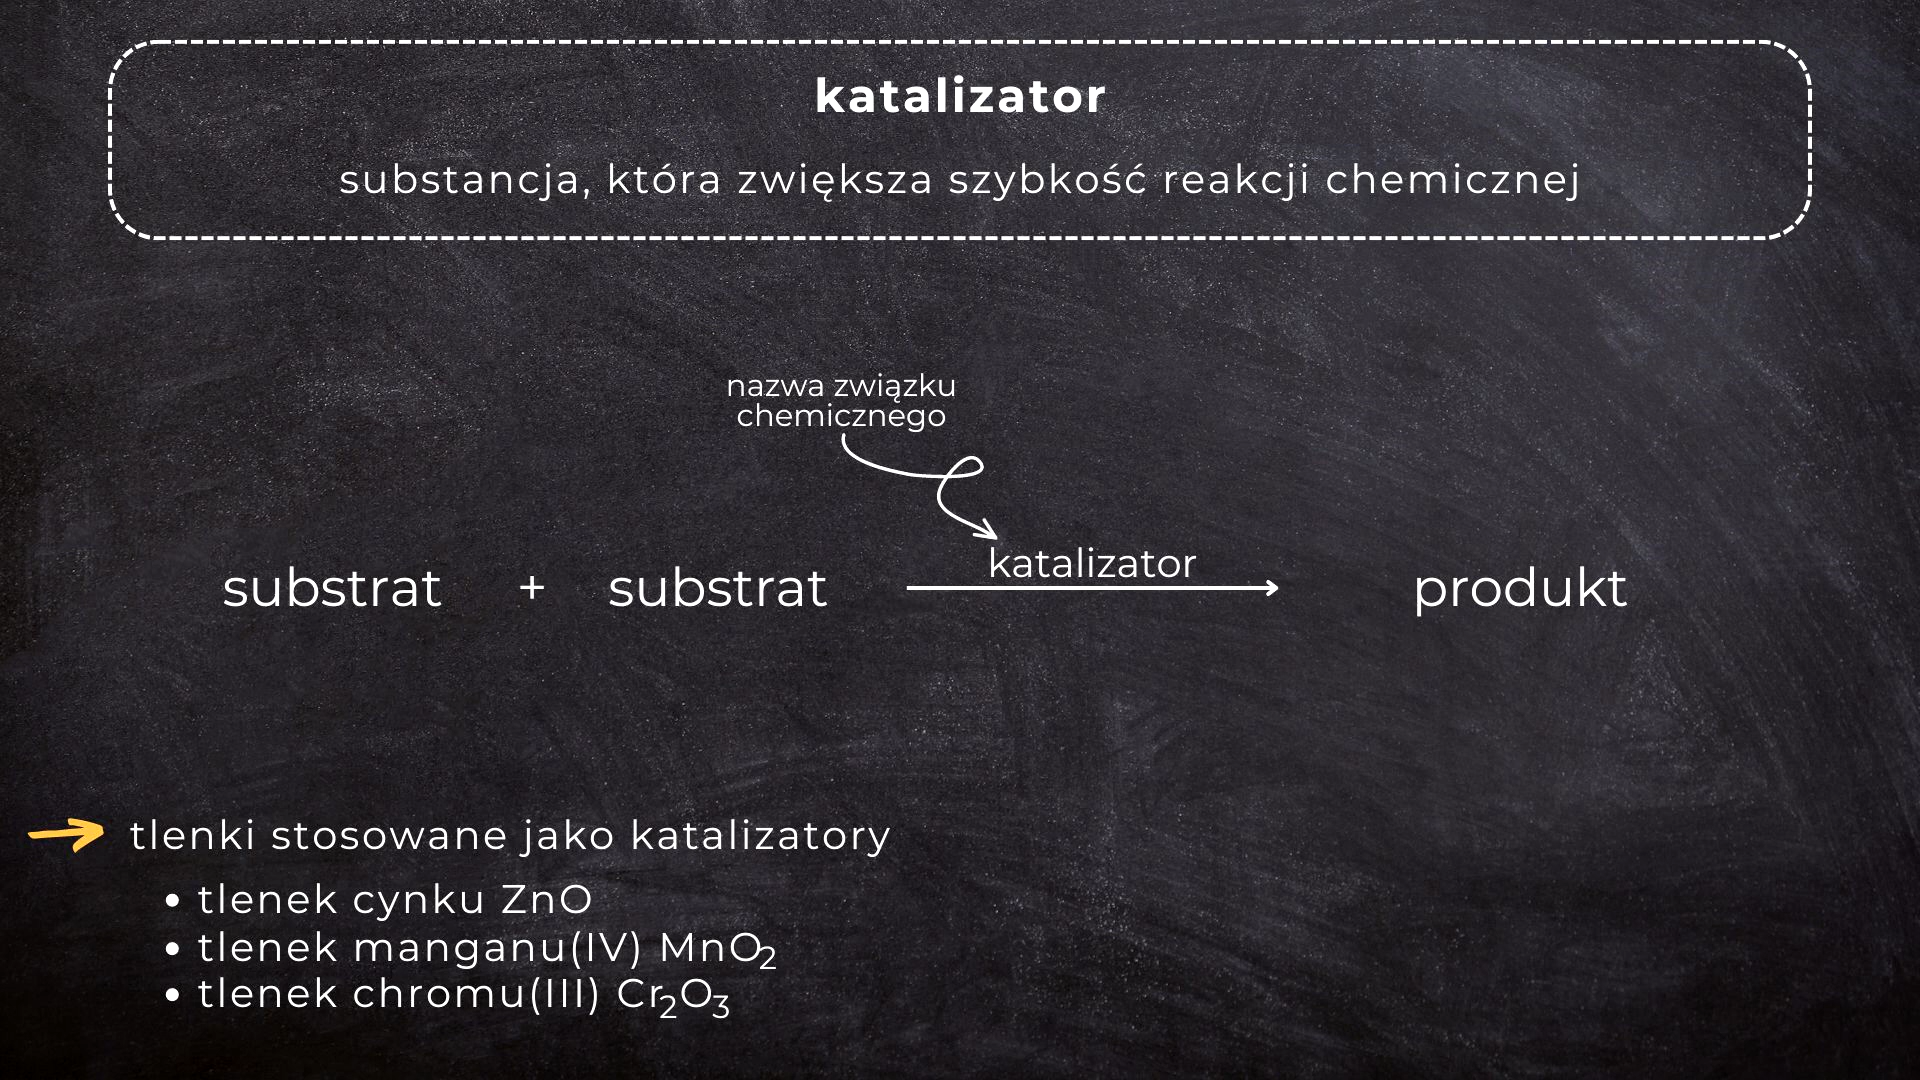 katalizator
substancja, która zwiększa szybkość reakcji chemicznej
nazwa związku
chemicznego
substrat + substrat katalizator produkt
tlenki stosowane jako katalizatory
• tlenek cynku ZnO
• tlenek manganu(IV) MnO₂
• tlenek chromu(III) Cr₂O₃